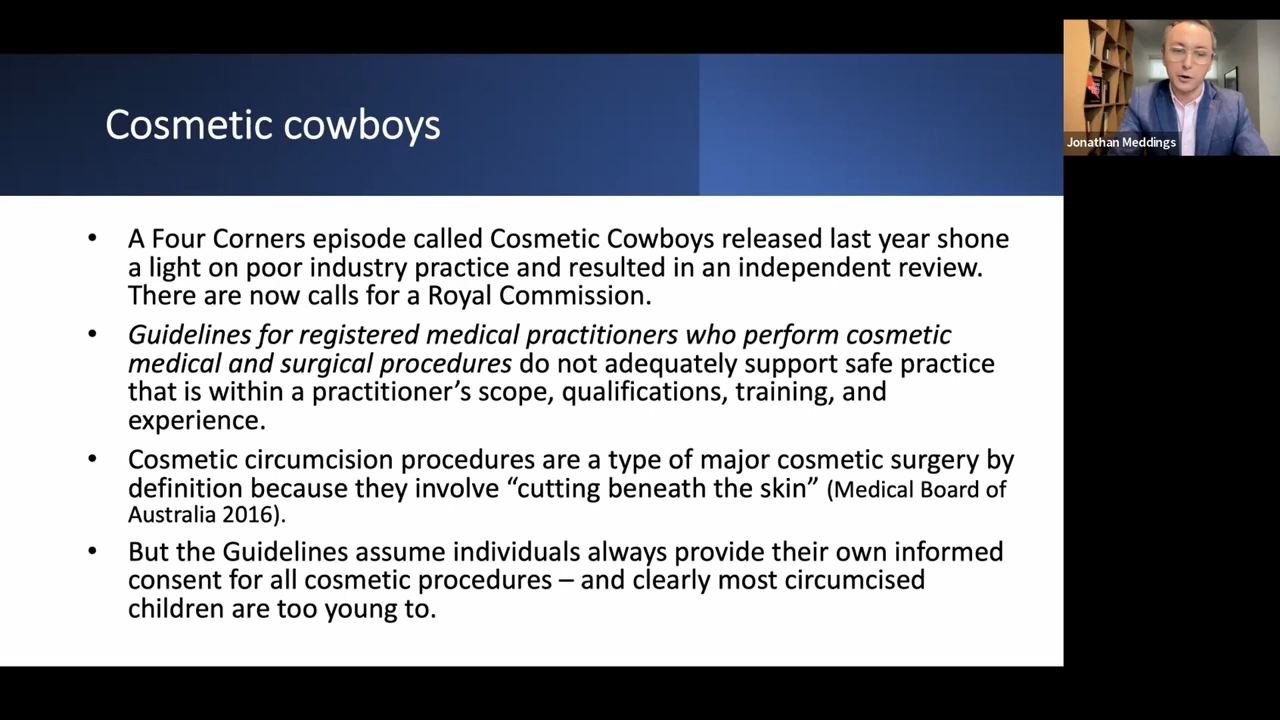 Cosmetic cowboys
Jonathan Meddings
• A Four Corners episode called Cosmetic Cowboys released last year shone
a light on poor industry practice and resulted in an independent review.
There are now calls for a Royal Commission.
• Guidelines for registered medical practitioners who perform cosmetic
medical and surgical procedures do not adequately support safe practice
that is within a practitioner’s scope, qualifications, training, and
experience.
• Cosmetic circumcision procedures are a type of major cosmetic surgery by
definition because they involve “cutting beneath the skin” (Medical Board of
Australia 2016).
• But the Guidelines assume individuals always provide their own informed
consent for all cosmetic procedures – and clearly most circumcised
children are too young to.